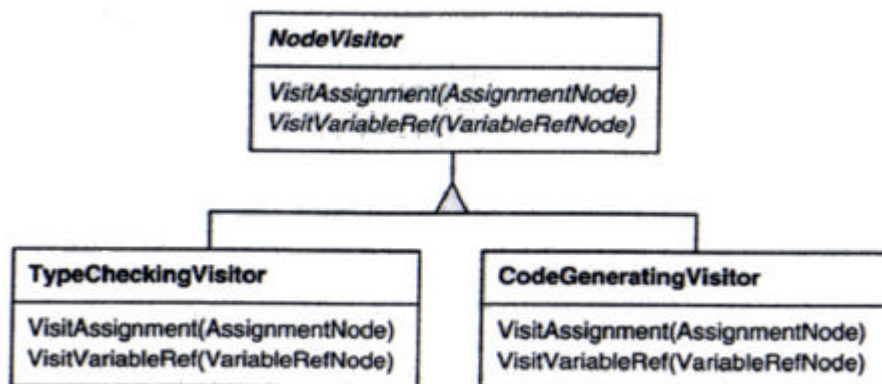 NodeVisitor
VisitAssignment(AssignmentNode)
VisitVariableRef(VariableRefNode)
TypeCheckingVisitor
VisitAssignment(AssignmentNode)
VisitVariableRef(VariableRefNode)
CodeGeneratingVisitor
VisitAssignment(AssignmentNode)
VisitVariableRef(VariableRefNode)